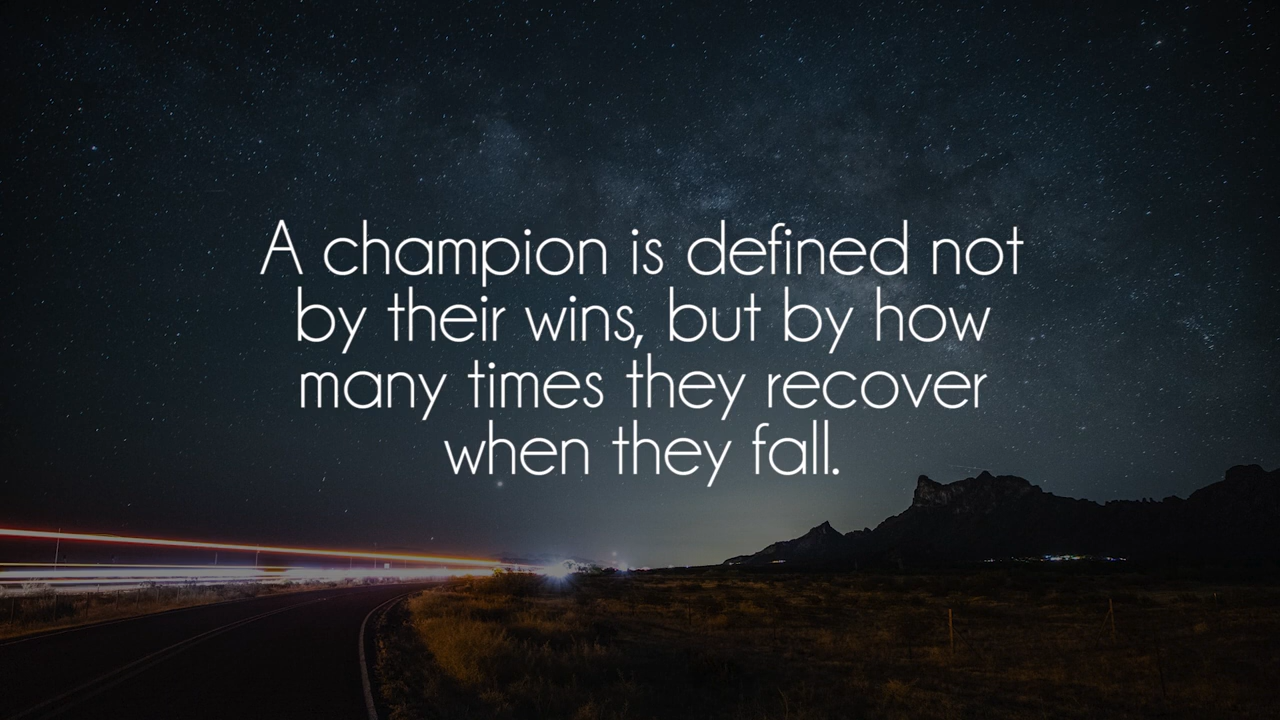 A champion is defined not
by their wins, but by how
many times they recover
when they fall.